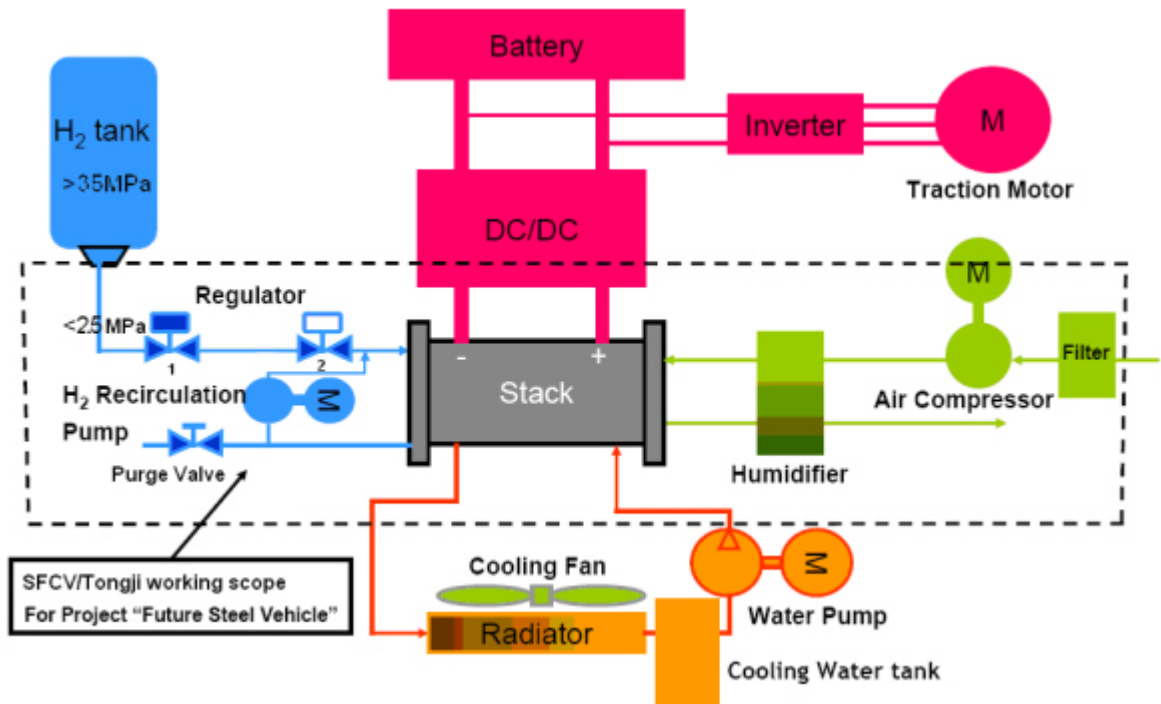 Battery
H₂ tank
>35MPa
Inverter
M
Traction Motor
DC/DC
M
Regulator
<2.5 MPa
1
2
- +
Stack
Filter
H₂ Recirculation
Pump
M
Air Compressor
Purge Valve
Humidifier
SFCV/Tongji working scope
For Project “Future Steel Vehicle”
Cooling Fan
M
Radiator
Water Pump
Cooling Water tank